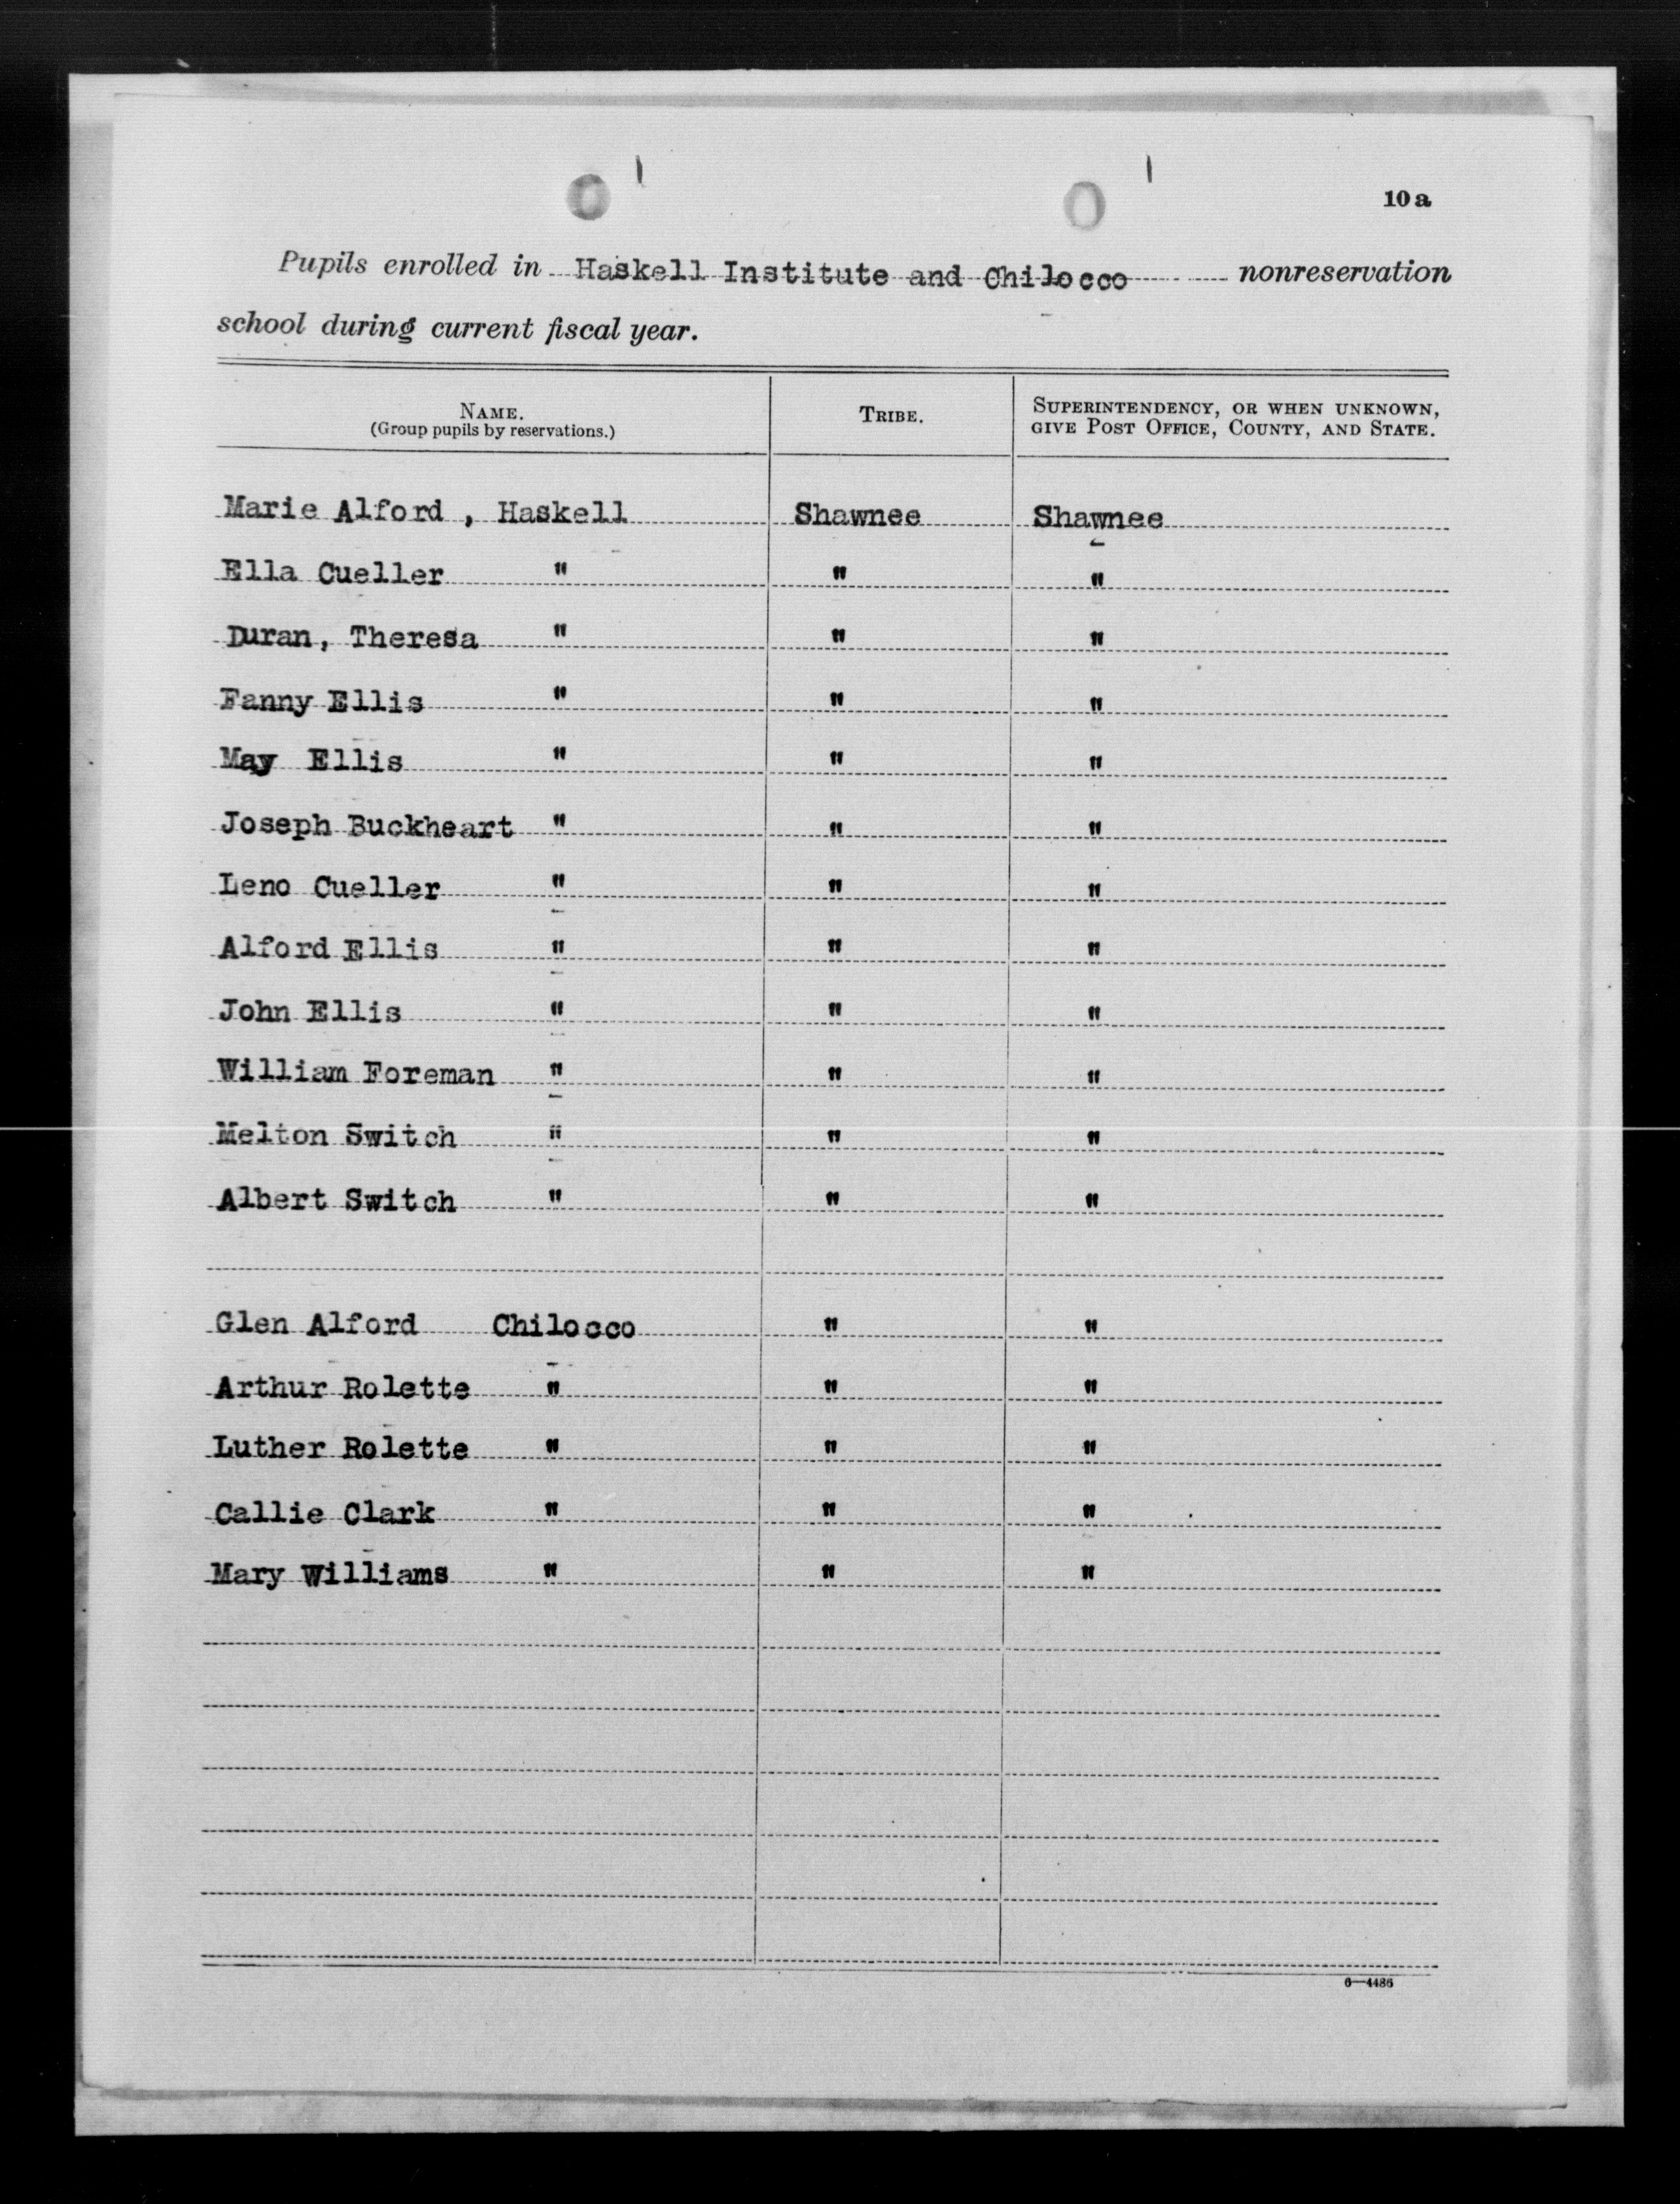 10a
Pupils enrolled in Haskell Institute and Chilocco nonreservation
school during current fiscal year.
NAME. TRIBE. SUPERINTENDENCY, OR WHEN UNKNOWN,
(Group pupils by reservations.) GIVE POST OFFICE, COUNTY, AND STATE.
Marie Alford , Haskell Shawnee Shawnee
Ella Cueller " " "
Duran, Theresa " " "
Fanny Ellis " " "
May Ellis " " "
Joseph Buckheart " " "
Leno Cueller " " "
Alford Ellis " " "
John Ellis " " "
William Foreman " " "
Melton Switch " " "
Albert Switch " " "
Glen Alford Chilocco " "
Arthur Rolette " " "
Luther Rolette " " "
Callie Clark " " "
Mary Williams " " "
6—4486